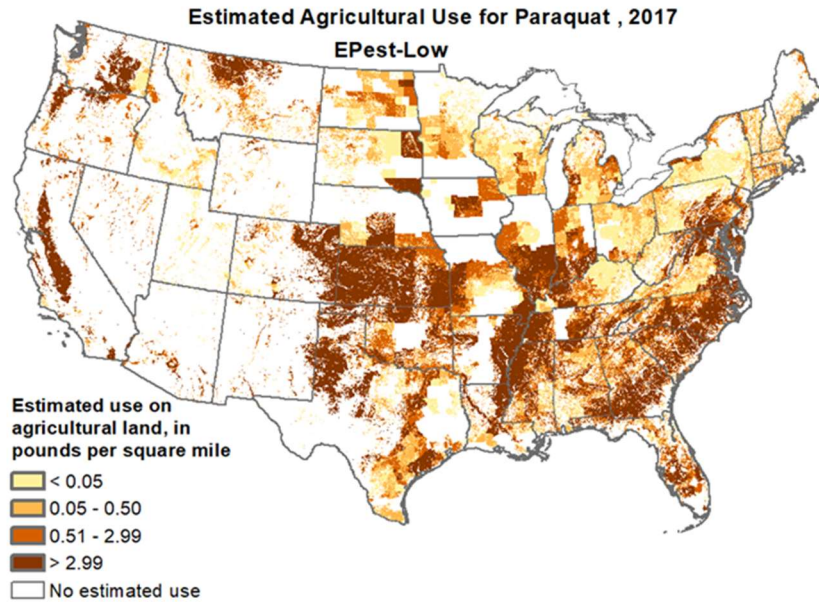 Estimated Agricultural Use for Paraquat , 2017
EPest-Low
Estimated use on
agricultural land, in
pounds per square mile
< 0.05
0.05 - 0.50
0.51 - 2.99
> 2.99
No estimated use